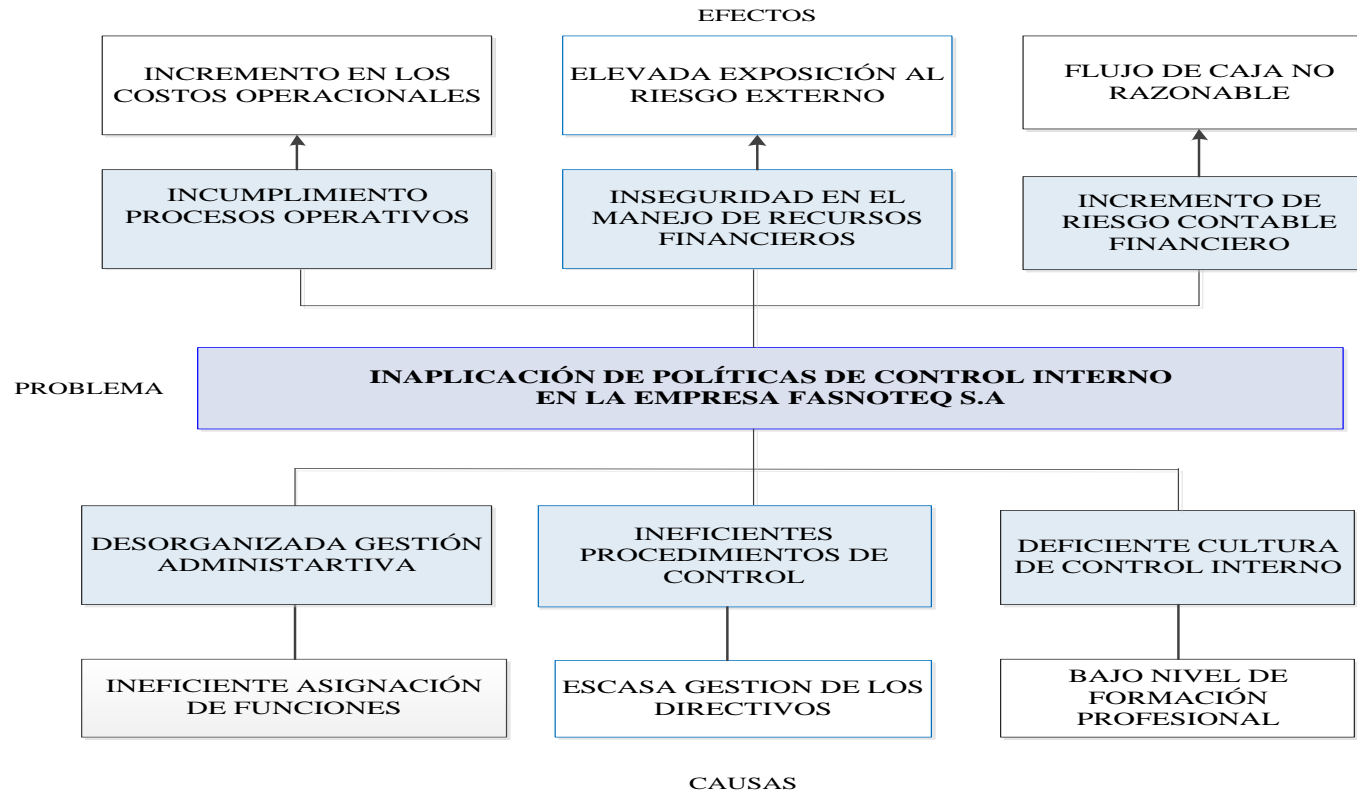 EFECTOS
INCREMENTO EN LOS
COSTOS OPERACIONALES
ELEVADA EXPOSICIÓN AL
RIESGO EXTERNO
FLUJO DE CAJA NO
RAZONABLE
INCUMPLIMIENTO
PROCESOS OPERATIVOS
INSEGURIDAD EN EL
MANEJO DE RECURSOS
FINANCIEROS
INCREMENTO DE
RIESGO CONTABLE
FINANCIERO
PROBLEMA
INAPLICACIÓN DE POLÍTICAS DE CONTROL INTERNO
EN LA EMPRESA FASNOTEQ S.A
DESORGANIZADA GESTIÓN
ADMINISTARTIVA
INEFICIENTES
PROCEDIMIENTOS DE
CONTROL
DEFICIENTE CULTURA
DE CONTROL INTERNO
INEFICIENTE ASIGNACIÓN
DE FUNCIONES
ESCASA GESTION DE LOS
DIRECTIVOS
BAJO NIVEL DE
FORMACIÓN
PROFESIONAL
CAUSAS